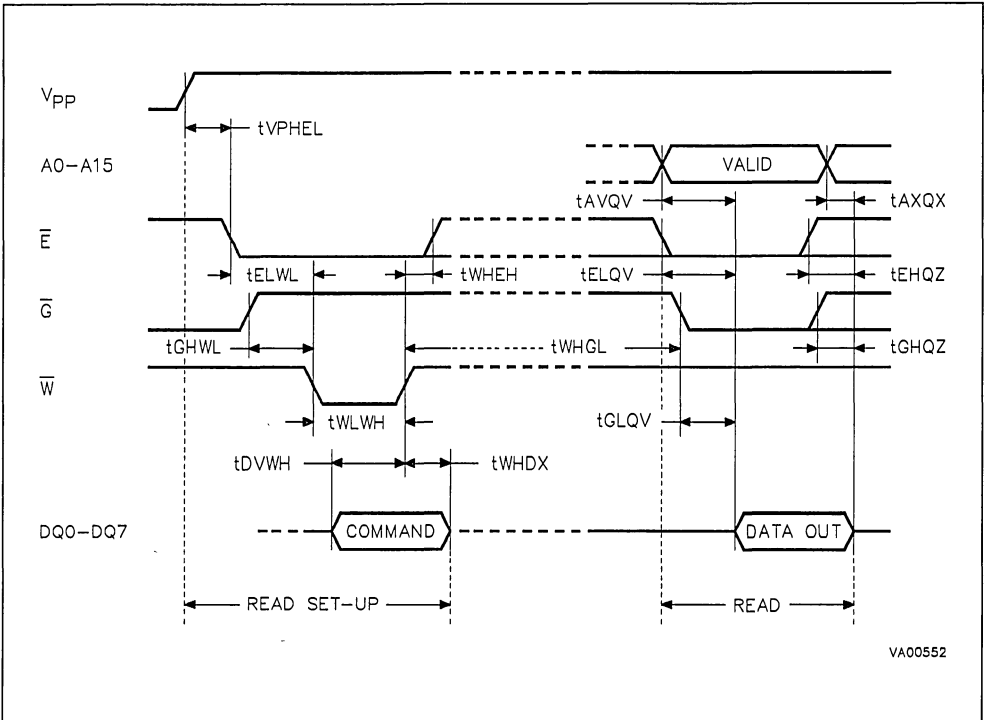 VPP
tVPHEL
A0-A15
VALID
tAVQV
tAXQX
E
tELWL
tWHEH
tELQV
tEHQZ
G
tGHWL
tWHGL
tGHQZ
W
tWLWH
tGLQV
tDVWH
tWHDX
DQ0-DQ7
COMMAND
DATA OUT
READ SET-UP
READ
VA00552